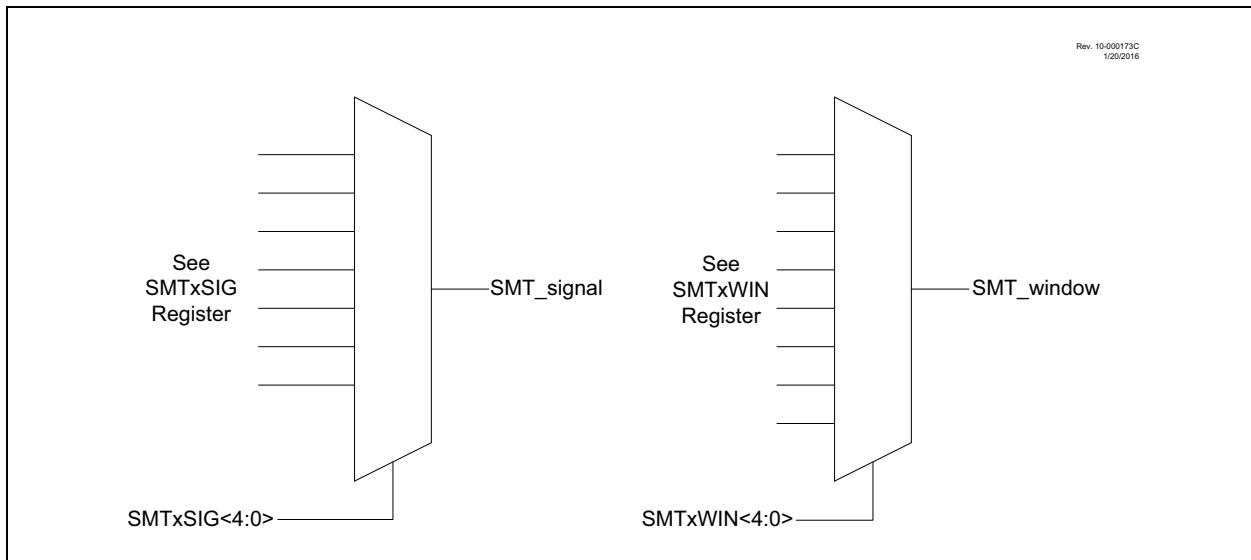 Rev. 10-000173C
1/20/2016
See
SMTxSIG
Register
SMT_signal
See
SMTxWIN
Register
SMT_window
SMTxSIG<4:0>
SMTxWIN<4:0>